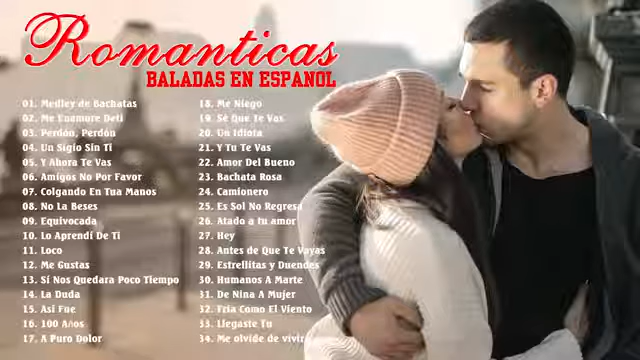 Romanticas
BALADAS EN ESPANOL
01. Medley de Bachatas
02. Me Enamore Deti
03. Perdón, Perdón
04. Un Siglo Sin Ti
05. Y Ahora Te Vas
06. Amigos No Por Favor
07. Colgando En Tua Manos
08. No La Beses
09. Equivocada
10. Lo Aprendí De Ti
11. Loco
12. Me Gustas
13. Si Nos Quedara Poco Tiempo
14. La Duda
15. Asi Fue
16. 100 Años
17. A Puro Dolor
18. Me Niego
19. Sé Que Te Vas
20. Un Idiota
21. Y Tu Te Vas
22. Amor Del Bueno
23. Bachata Rosa
24. Camionero
25. Es Sol No Regresa
26. Atado a tu amor
27. Hey
28. Antes de Que Te Vayas
29. Estrellitas y Duendes
30. Humanos A Marte
31. De Nina A Mujer
32. Fría Como El Viento
33. Llegaste Tu
34. Me olvide de vivir